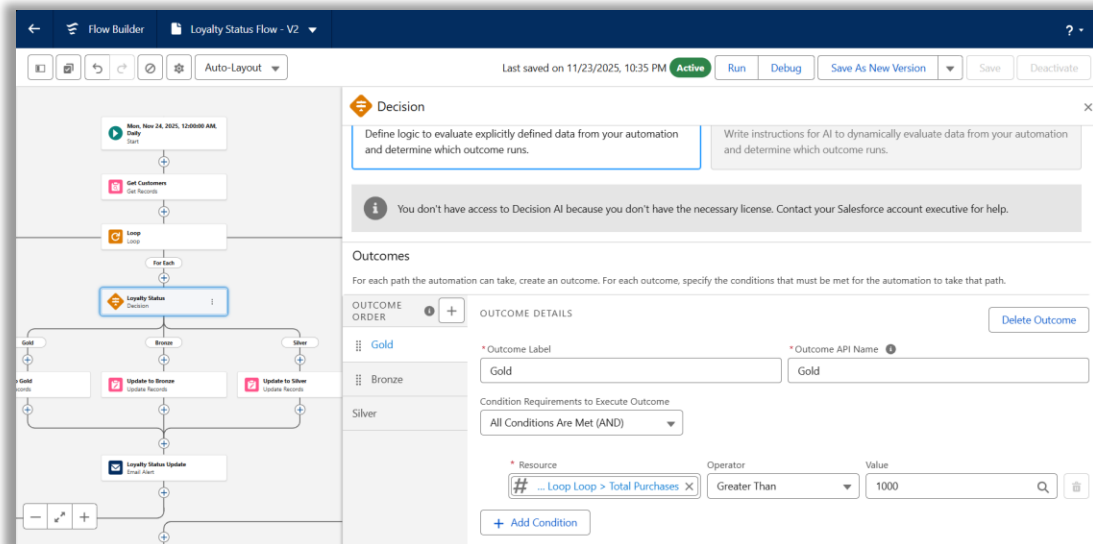 Flow Builder
Loyalty Status Flow - V2
?
Auto-Layout
Last saved on 11/23/2025, 10:35 PM
Active
Run
Debug
Save As New Version
Save
Deactivate
Mon, Nov 24, 2025, 12:00:00 AM,
Daily
Start
Get Customers
Get Records
Loop
Loop
For Each
Loyalty Status
Decision
Gold
Bronze
Silver
o Gold
ecords
Update to Bronze
Update Records
Update to Silver
Update Records
Loyalty Status Update
Email Alert
Decision
Define logic to evaluate explicitly defined data from your automation
and determine which outcome runs.
Write instructions for AI to dynamically evaluate data from your automation
and determine which outcome runs.
You don't have access to Decision AI because you don't have the necessary license. Contact your Salesforce account executive for help.
Outcomes
For each path the automation can take, create an outcome. For each outcome, specify the conditions that must be met for the automation to take that path.
OUTCOME
ORDER
Gold
Bronze
Silver
OUTCOME DETAILS
Delete Outcome
* Outcome Label
Gold
* Outcome API Name
Gold
Condition Requirements to Execute Outcome
All Conditions Are Met (AND)
* Resource
... Loop Loop > Total Purchases
Operator
Greater Than
Value
1000
+ Add Condition